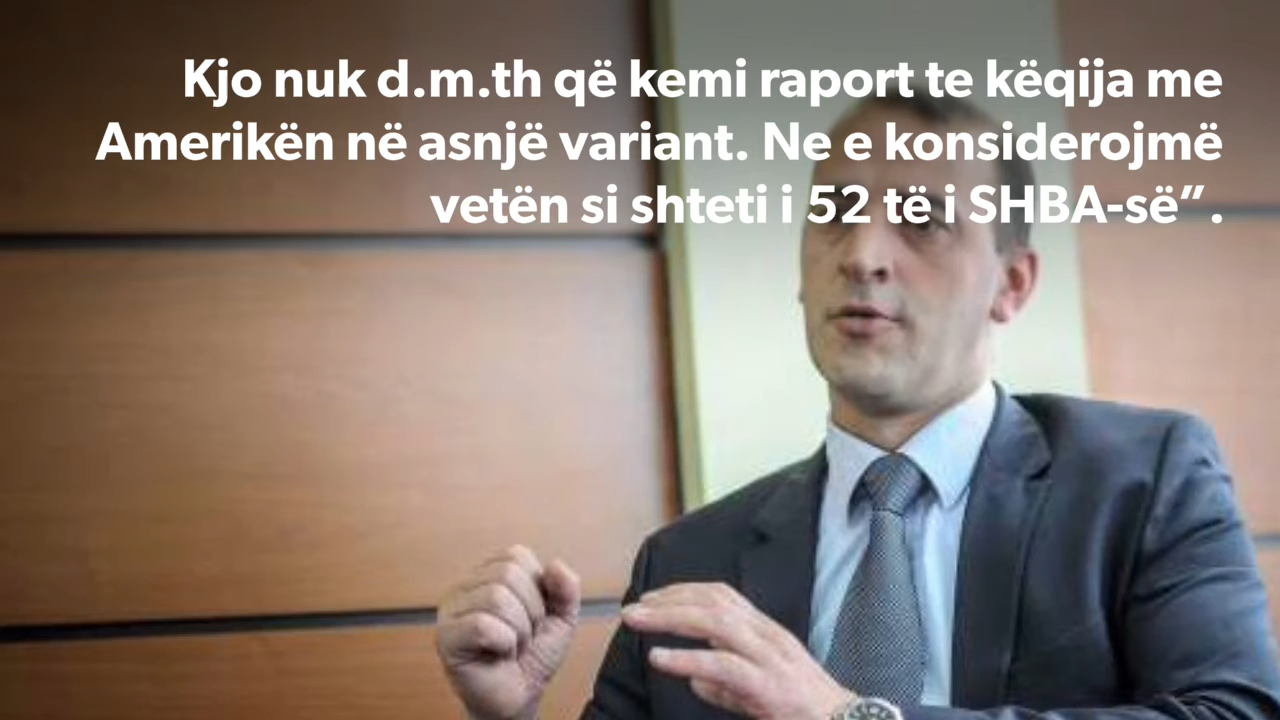 Kjo nuk d.m.th që kemi raport te këqija me
Amerikën në asnjë variant. Ne e konsiderojmë
vetën si shteti i 52 të i SHBA-së” .